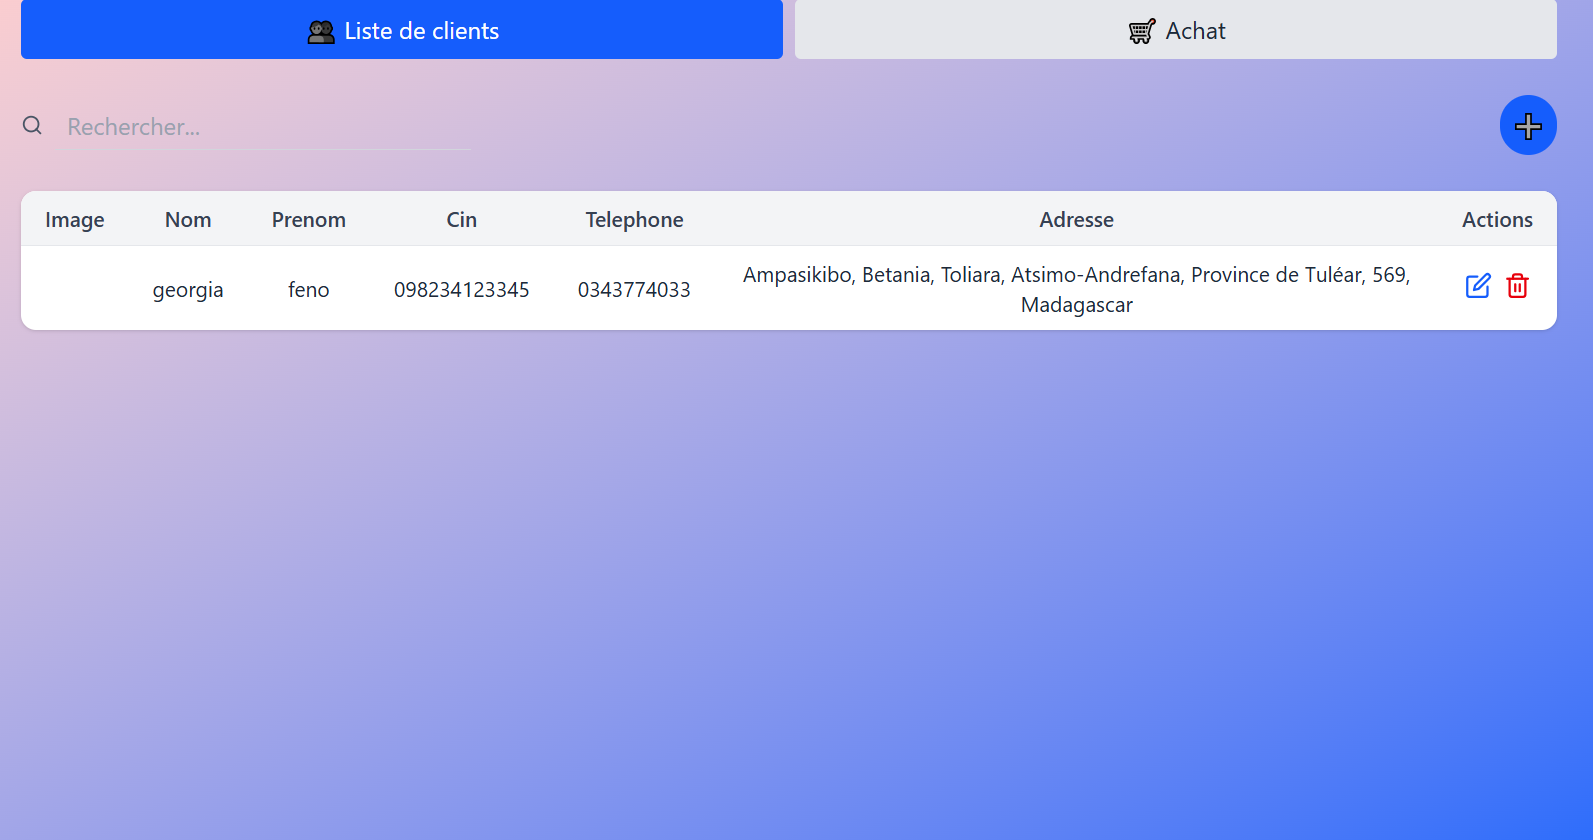 Liste de clients
Achat
Rechercher...
Image Nom Prenom Cin Telephone Adresse Actions
georgia feno 098234123345 0343774033 Ampasikibo, Betania, Toliara, Atsimo-Andrefana, Province de Tuléar, 569,
Madagascar